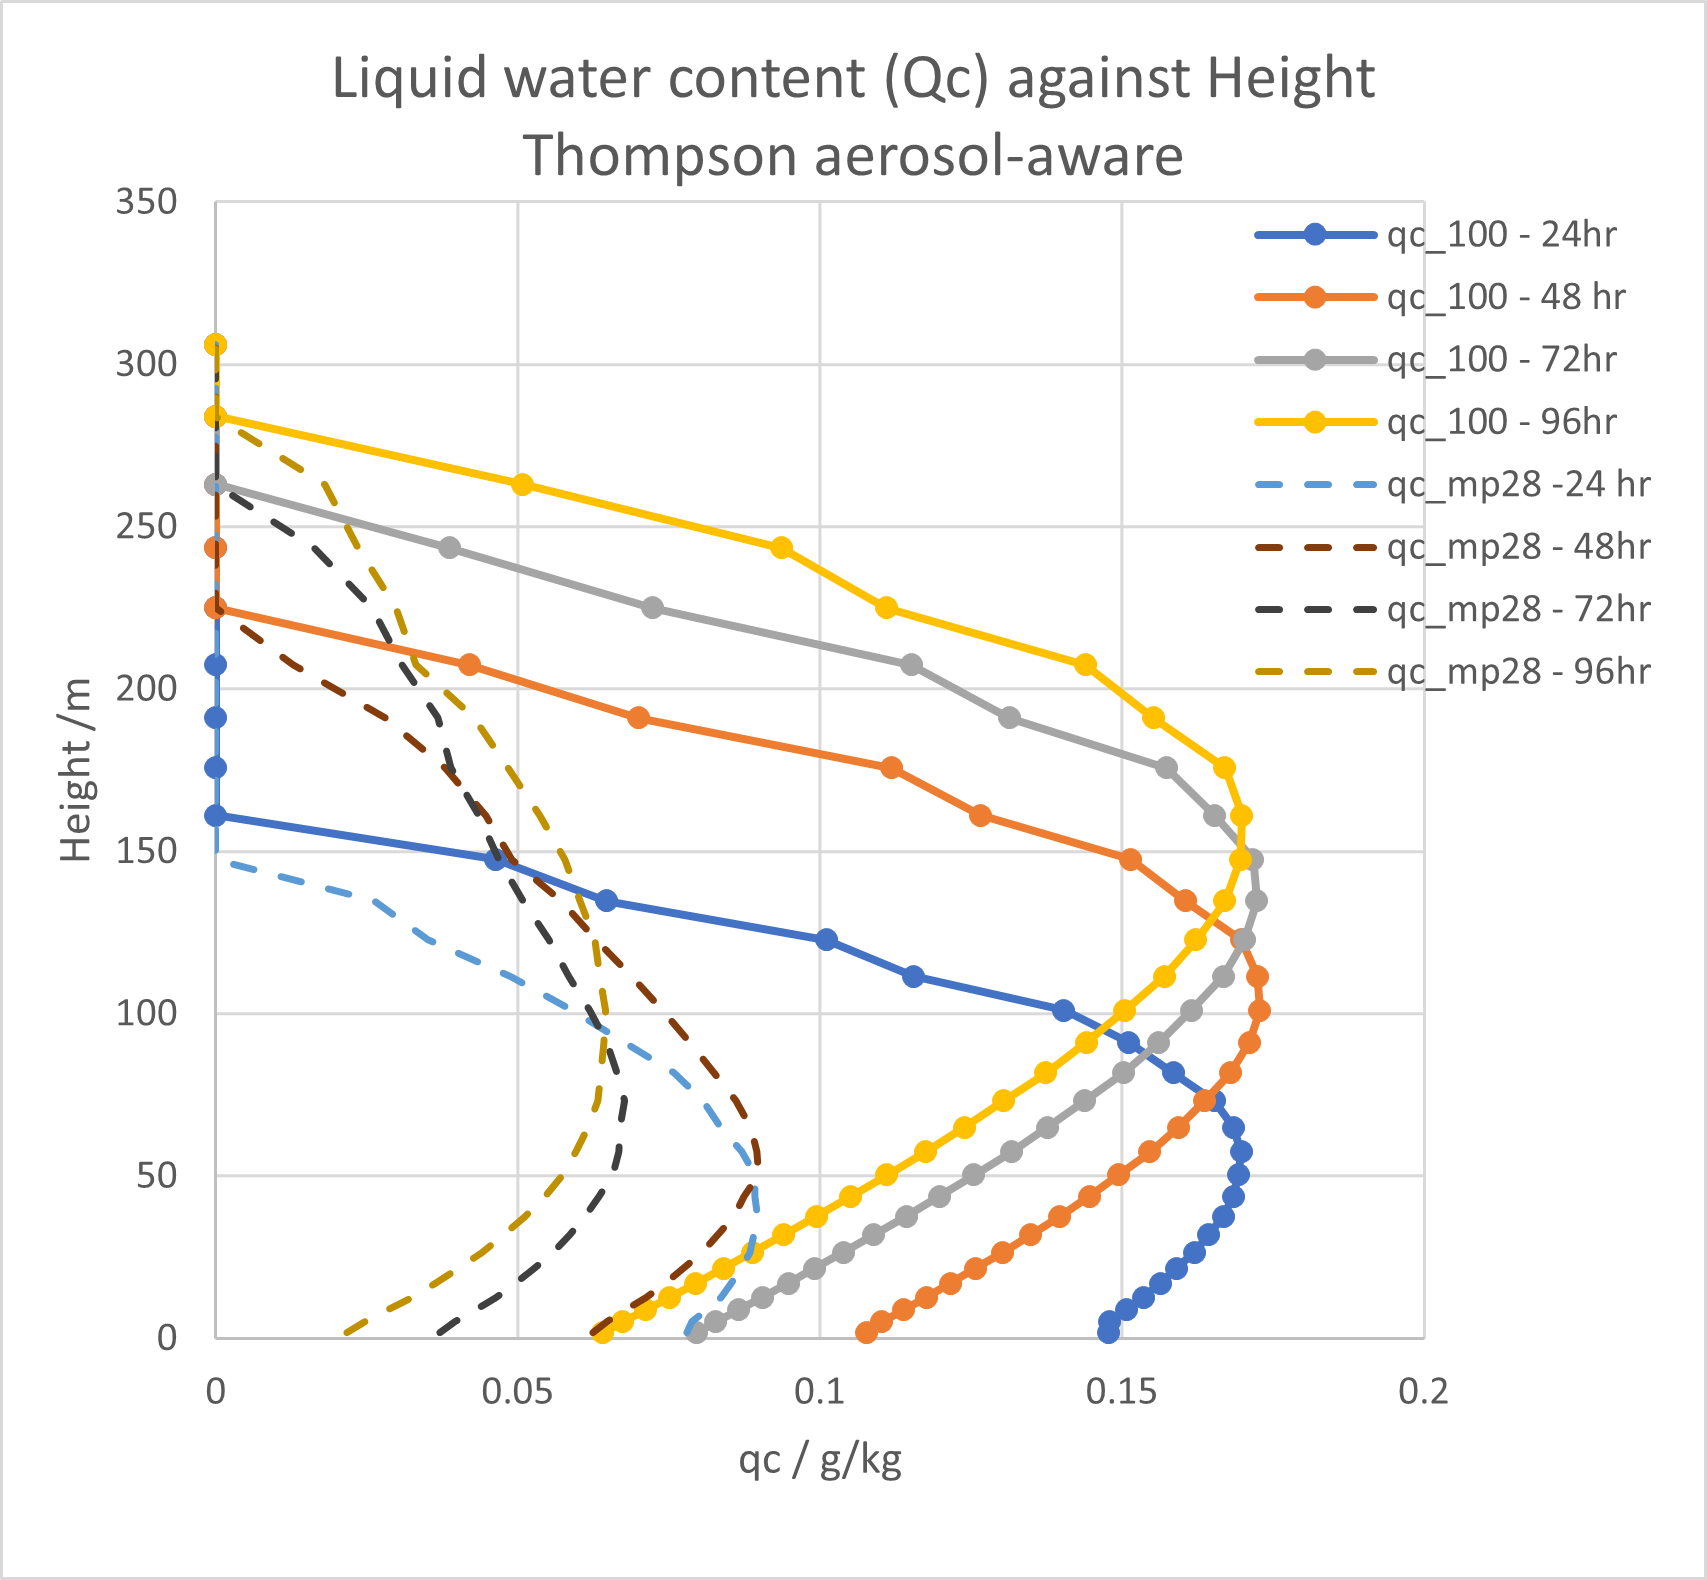 Liquid water content (Qc) against Height
Thompson aerosol-aware
350
300
250
200
150
100
50
0
Height /m
0 0.05 0.1 0.15 0.2
qc / g/kg
qc_100 - 24hr
qc_100 - 48 hr
qc_100 - 72hr
qc_100 - 96hr
qc_mp28 -24 hr
qc_mp28 - 48hr
qc_mp28 - 72hr
qc_mp28 - 96hr